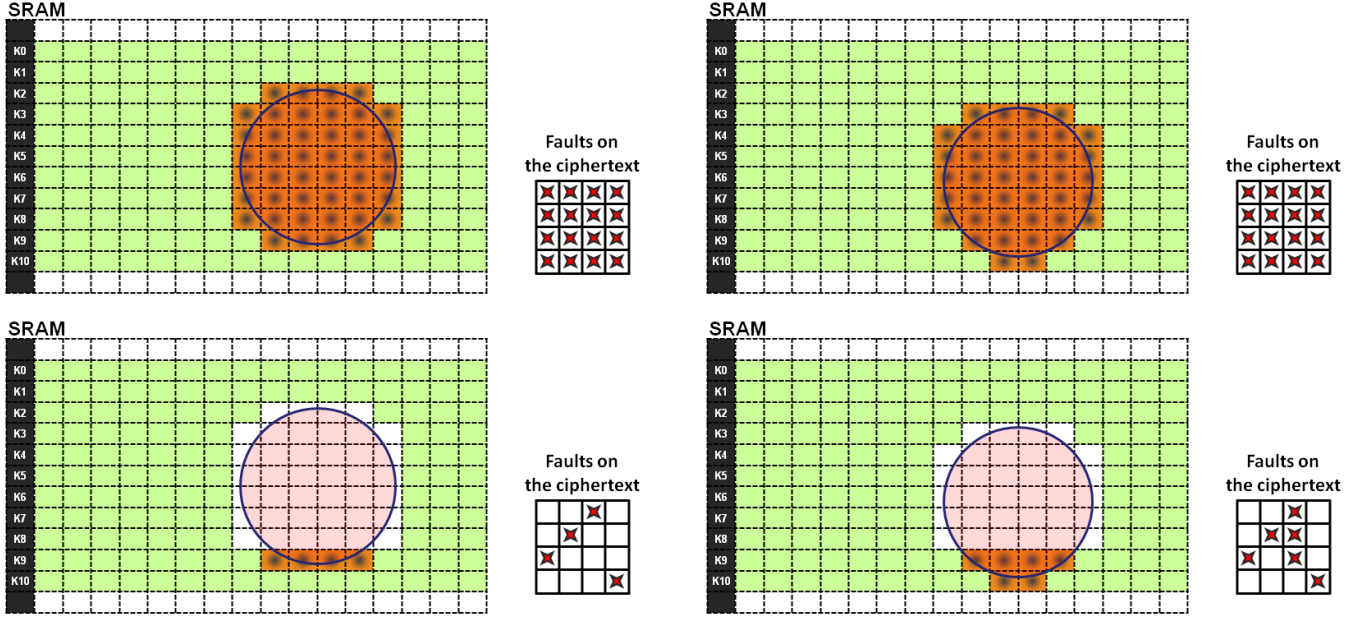 SRAM
K0
K1
K2
K3
K4
K5
K6
K7
K8
K9
K10
Faults on
the ciphertext
SRAM
K0
K1
K2
K3
K4
K5
K6
K7
K8
K9
K10
Faults on
the ciphertext
SRAM
K0
K1
K2
K3
K4
K5
K6
K7
K8
K9
K10
Faults on
the ciphertext
SRAM
K0
K1
K2
K3
K4
K5
K6
K7
K8
K9
K10
Faults on
the ciphertext